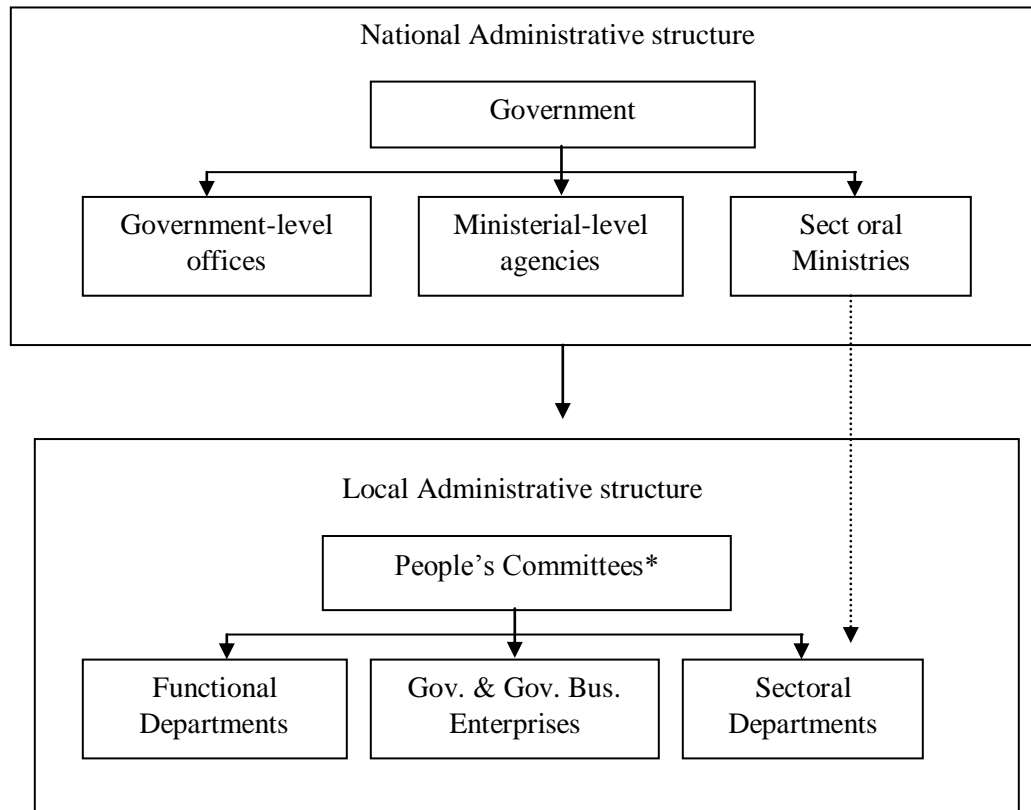 National Administrative structure
Government
Government-level
offices
Ministerial-level
agencies
Sect oral
Ministries
Local Administrative structure
People’s Committees*
Functional
Departments
Gov. & Gov. Bus.
Enterprises
Sectoral
Departments